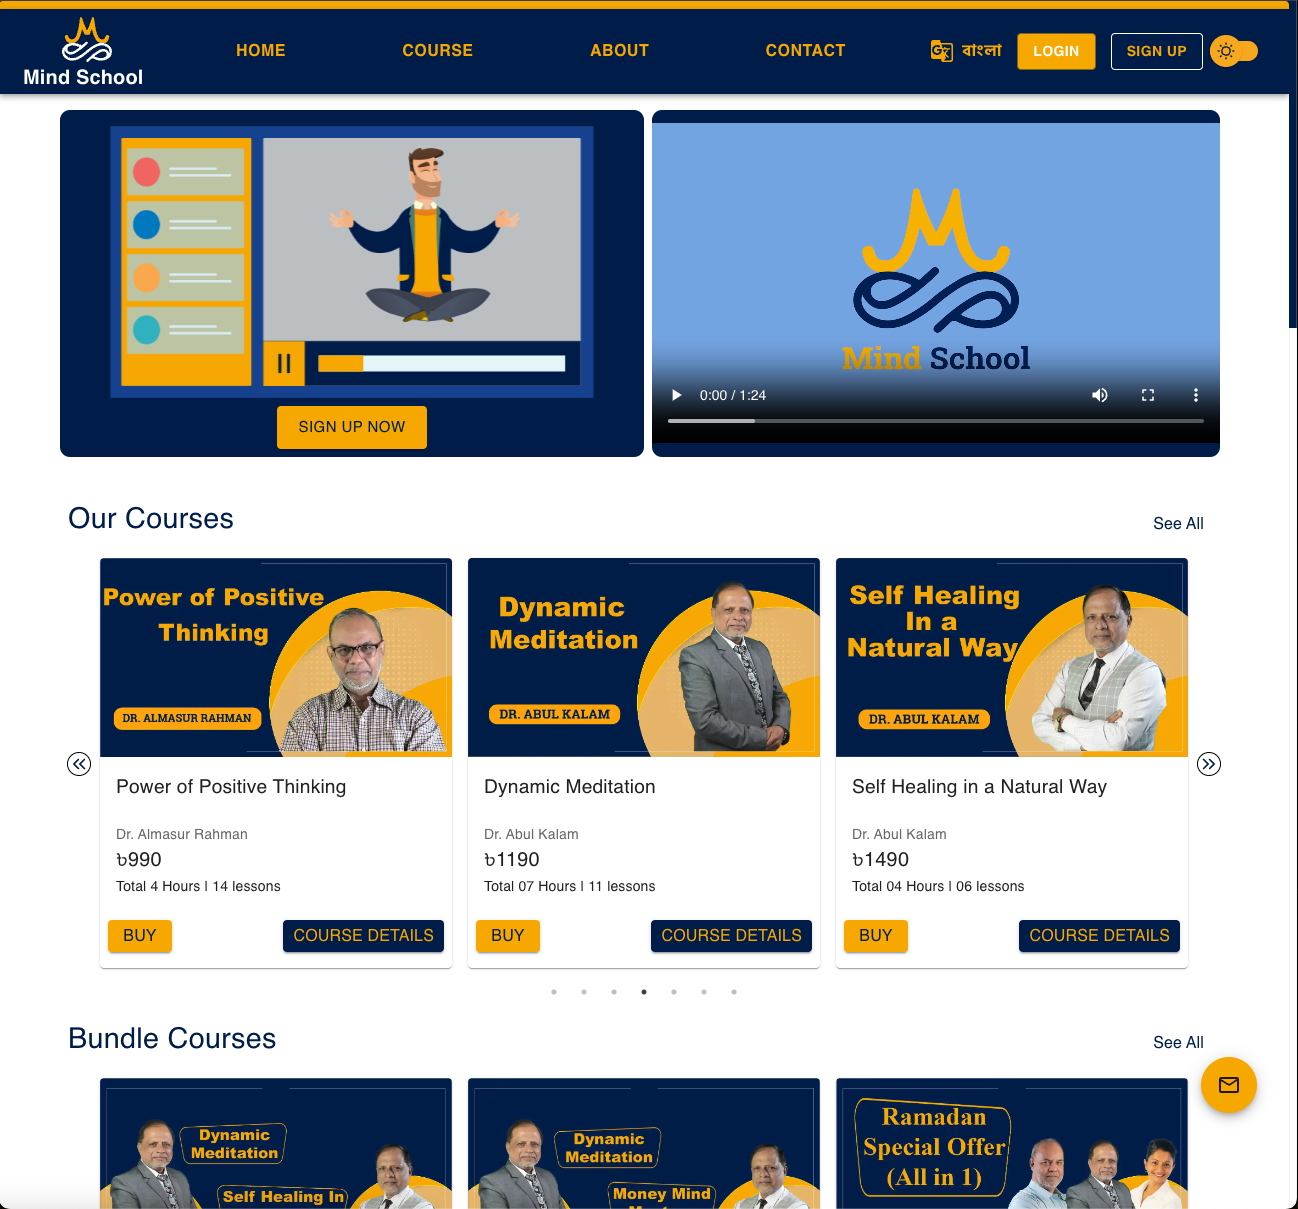 Mind School
HOME
COURSE
ABOUT
CONTACT
বাংলা
LOGIN
SIGN UP
SIGN UP NOW
Mind School
0:00 / 1:24
Our Courses
See All
Power of Positive
Thinking
DR. ALMASUR RAHMAN
Dynamic
Meditation
DR. ABUL KALAM
Self Healing
In a
Natural Way
DR. ABUL KALAM
Power of Positive Thinking
Dr. Almasur Rahman
৳990
Total 4 Hours | 14 lessons
BUY
COURSE DETAILS
Dynamic Meditation
Dr. Abul Kalam
৳1190
Total 07 Hours | 11 lessons
BUY
COURSE DETAILS
Self Healing in a Natural Way
Dr. Abul Kalam
৳1490
Total 04 Hours | 06 lessons
BUY
COURSE DETAILS
Bundle Courses
See All
Dynamic
Meditation
Self Healing In
Dynamic
Meditation
Money Mind
Ramadan
Special Offer
(All in 1)